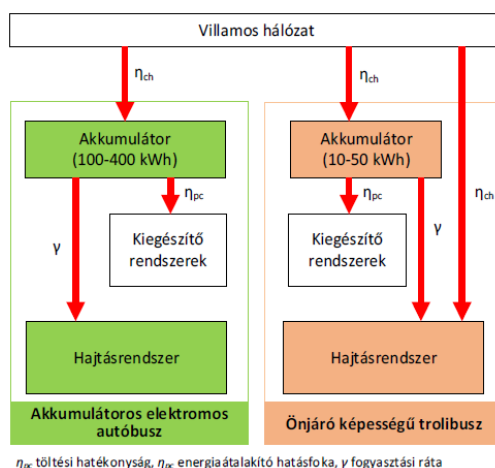 Villamos hálózat
ηch
ηch
Akkumulátor
(100-400 kWh)
Akkumulátor
(10-50 kWh)
ηpc
ηpc
ηch
γ
Kiegészítő
rendszerek
Kiegészítő
rendszerek
γ
Hajtásrendszer
Hajtásrendszer
Akkumulátoros elektromos
autóbusz
Önjáró képességű trolibusz
ηpc töltési hatékonyság, ηpc energiaátalakító hatásfoka, γ fogyasztási ráta